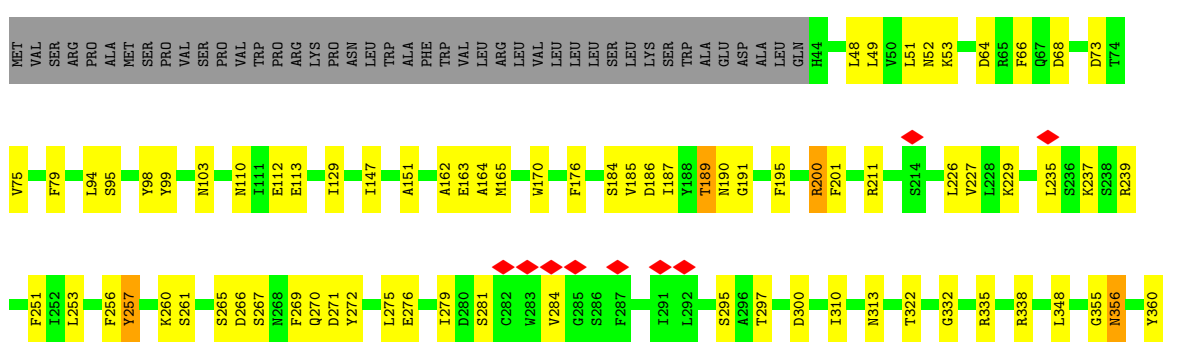 MET VAL SER ARG PRO ALA MET SER PRO VAL SER PRO VAL TRP PRO ARG LYS PRO ASN LEU TRP ALA PHE TRP VAL LEU LEU ARG LEU VAL LEU LEU LEU SER LEU LYS SER TRP ALA GLU ASP ALA LEU GLN H44 L48 L49 V50 L51 N52 K53 D64 R65 F66 Q67 D68 D73 T74
V75 F79 L94 S95 Y98 Y99 N103 N110 I111 E112 E113 I129 I147 A151 A162 E163 A164 M165 W170 F176 S184 V185 D186 I187 Y188 T189 N190 G191 F195 R200 F201 R211 S214 L226 V227 L228 K229 L235 S236 K237 S238 R239
F251 I252 L253 F256 Y257 K260 S261 S265 D266 S267 N268 F269 Q270 D271 Y272 L275 E276 I279 D280 S281 C282 W283 V284 G285 S286 F287 I291 L292 S295 A296 T297 D300 I310 N313 T322 G332 R335 R338 L348 G355 N356 Y360